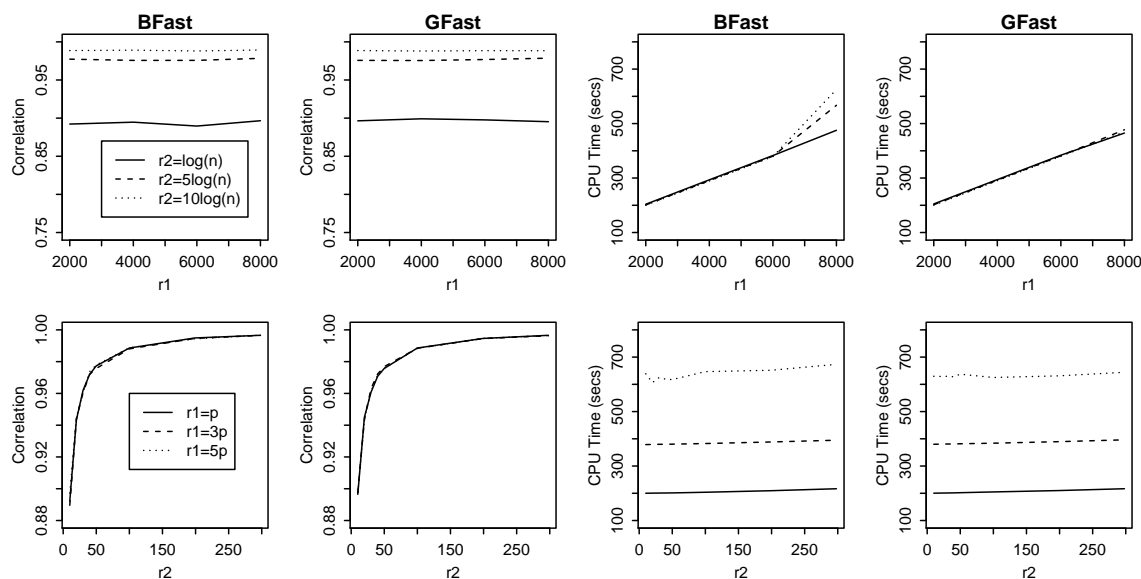 BFast
GFast
BFast
GFast
Correlation
0.75
0.85
0.95
r2=log(n)
r2=5log(n)
r2=10log(n)
2000
4000
6000
8000
r1
Correlation
0.75
0.85
0.95
2000
4000
6000
8000
r1
CPU Time (secs)
100
300
500
700
2000
4000
6000
8000
r1
CPU Time (secs)
100
300
500
700
2000
4000
6000
8000
r1
Correlation
0.88
0.92
0.96
1.00
r1=p
r1=3p
r1=5p
0
50
150
250
r2
Correlation
0.88
0.92
0.96
1.00
0
50
150
250
r2
CPU Time (secs)
100
300
500
700
0
50
150
250
r2
CPU Time (secs)
100
300
500
700
0
50
150
250
r2